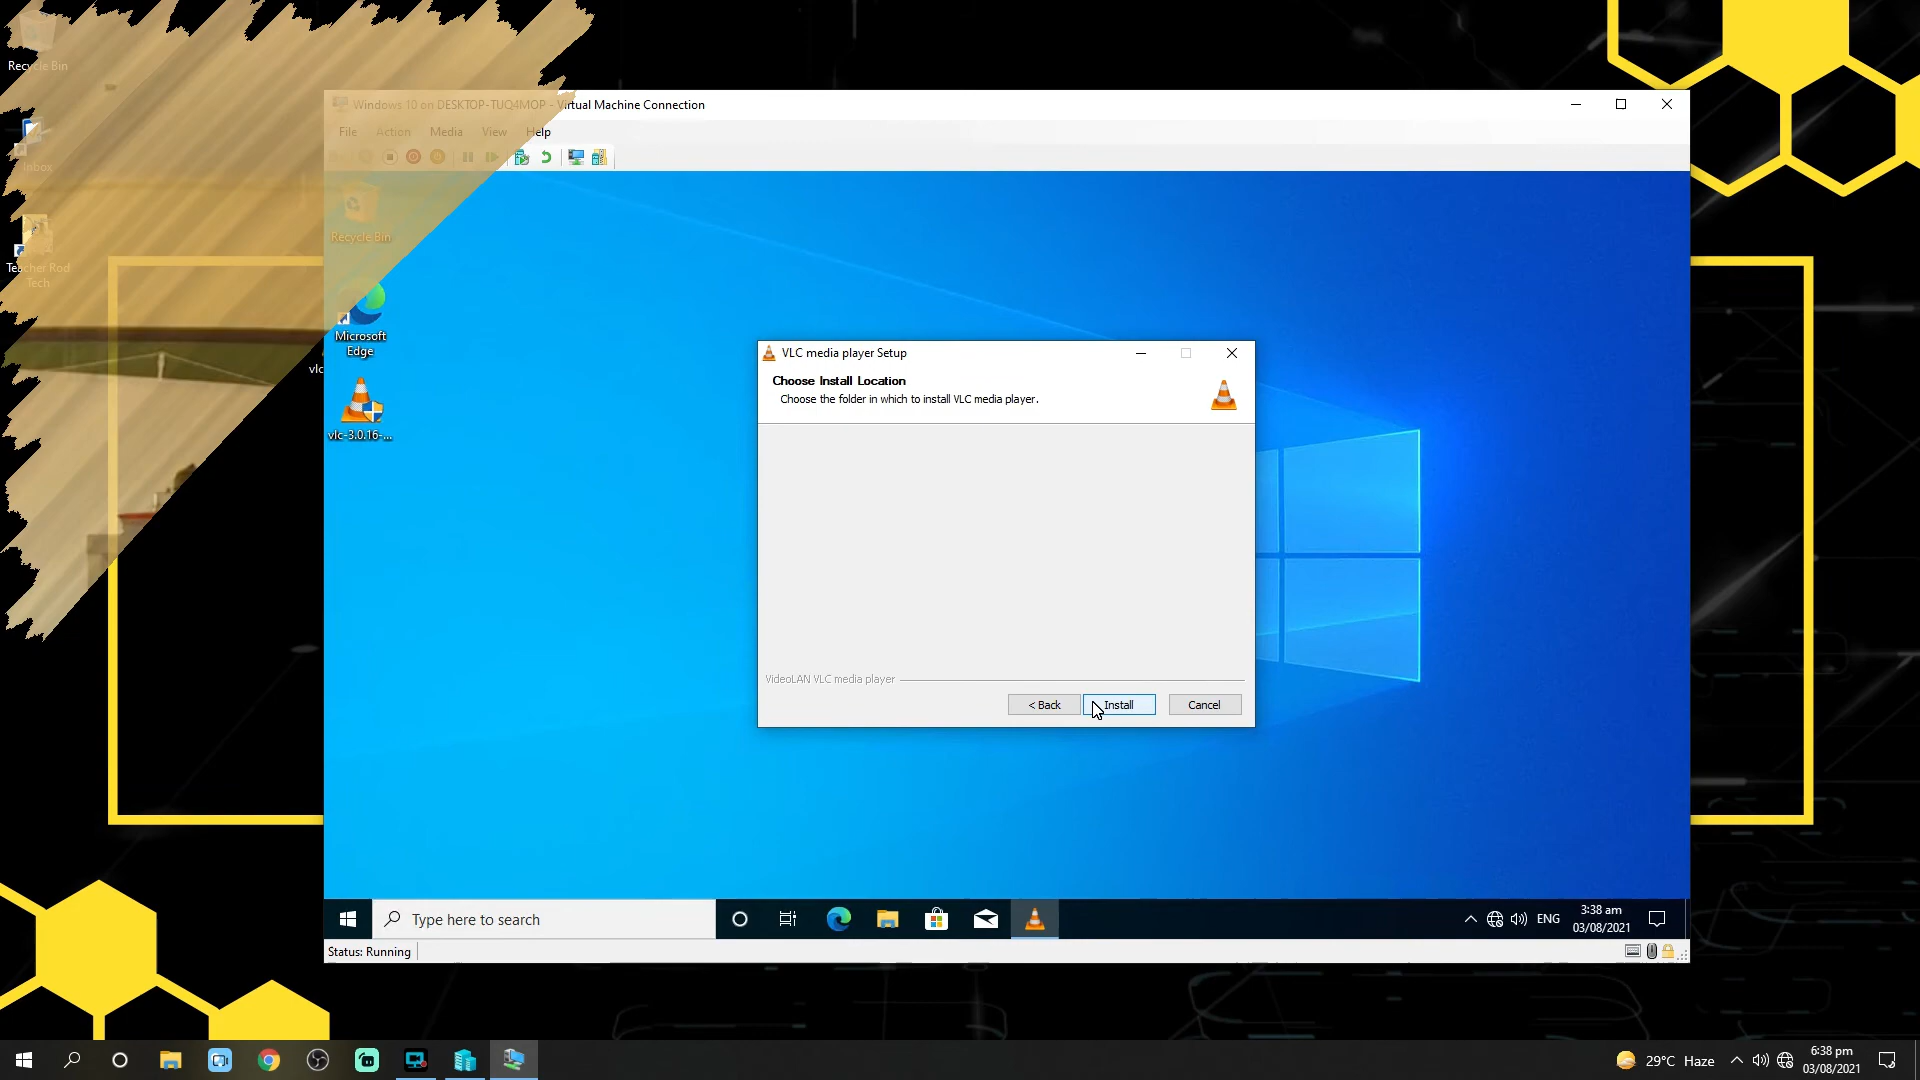 Recycle Bin
Inbox
Teacher Rod
Tech
vlc
Windows 10 on DESKTOP-TUQ4MOP - Virtual Machine Connection
File Action Media View Help
Recycle Bin
Microsoft
Edge
vlc-3.0.16-...
VLC media player Setup
Choose Install Location
Choose the folder in which to install VLC media player.
VideoLAN VLC media player
< Back Install Cancel
Type here to search
ENG
3:38 am
03/08/2021
Status: Running
29°C Haze
6:38 pm
03/08/2021